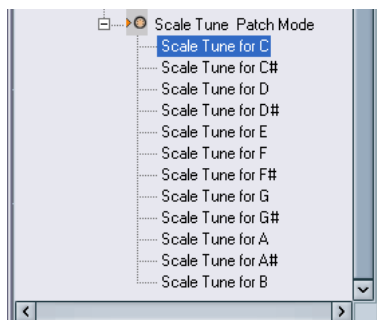 Scale Tune Patch Mode
Scale Tune for C
Scale Tune for C#
Scale Tune for D
Scale Tune for D#
Scale Tune for E
Scale Tune for F
Scale Tune for F#
Scale Tune for G
Scale Tune for G#
Scale Tune for A
Scale Tune for A#
Scale Tune for B